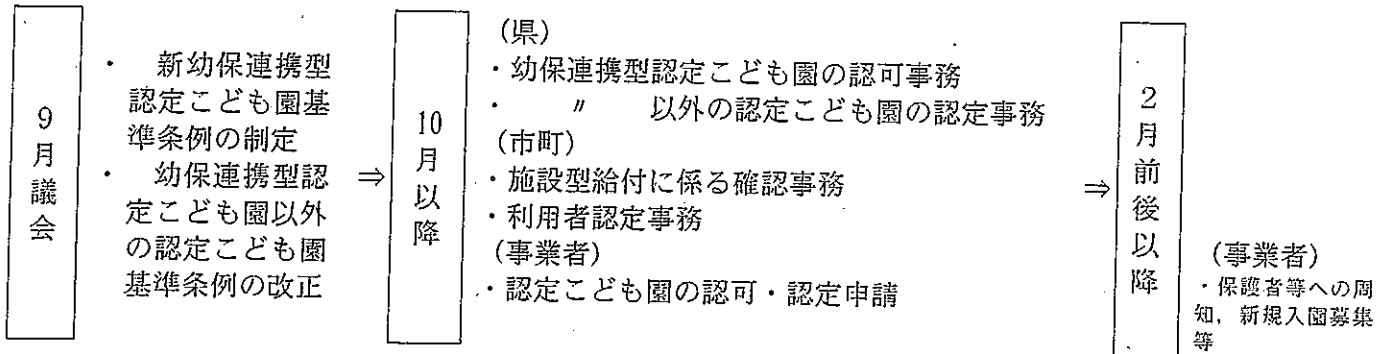 9月議会
・ 新幼保連携型
認定こども園基
準条例の制定
・ 幼保連携型認
定こども園以外
の認定こども園
基準条例の改正
⇒
10月以降
(県)
・幼保連携型認定こども園の認可事務
・ 〃 以外の認定こども園の認定事務
(市町)
・施設型給付に係る確認事務
・利用者認定事務
(事業者)
・認定こども園の認可・認定申請
⇒
2月前後以降
(事業者)
・保護者等への周
知，新規入園募集
等